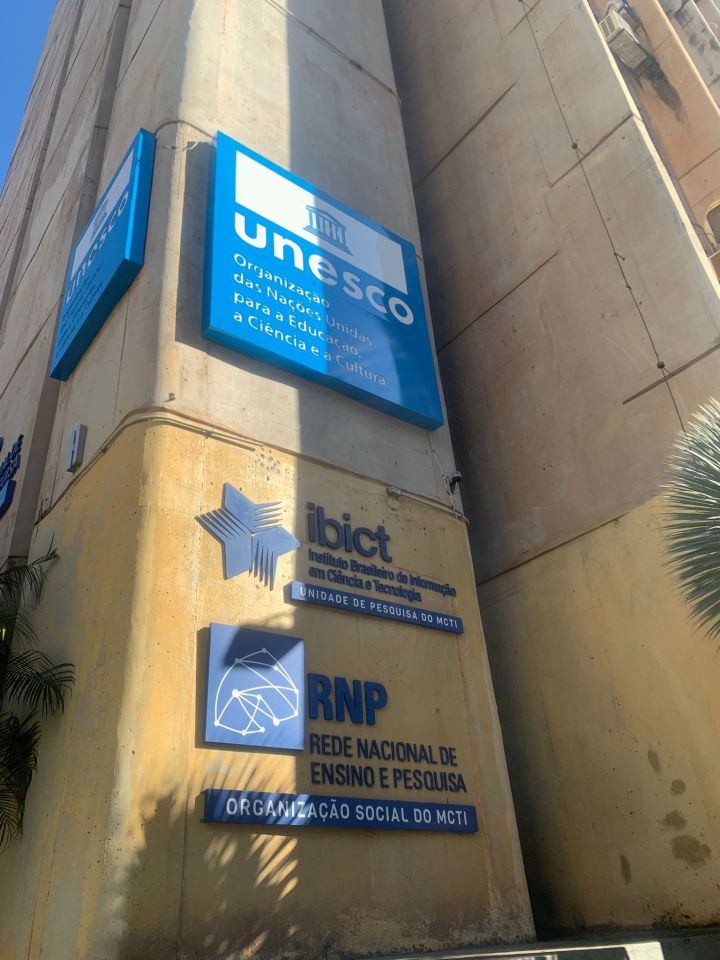 unesco
Organização
das Nações Unidas
para a Educação,
a Ciência e a Cultura
unesco
ibict
Instituto Brasileiro de Informação
em Ciência e Tecnologia
UNIDADE DE PESQUISA DO MCTI
RNP
REDE NACIONAL DE
ENSINO E PESQUISA
ORGANIZAÇÃO SOCIAL DO MCTI